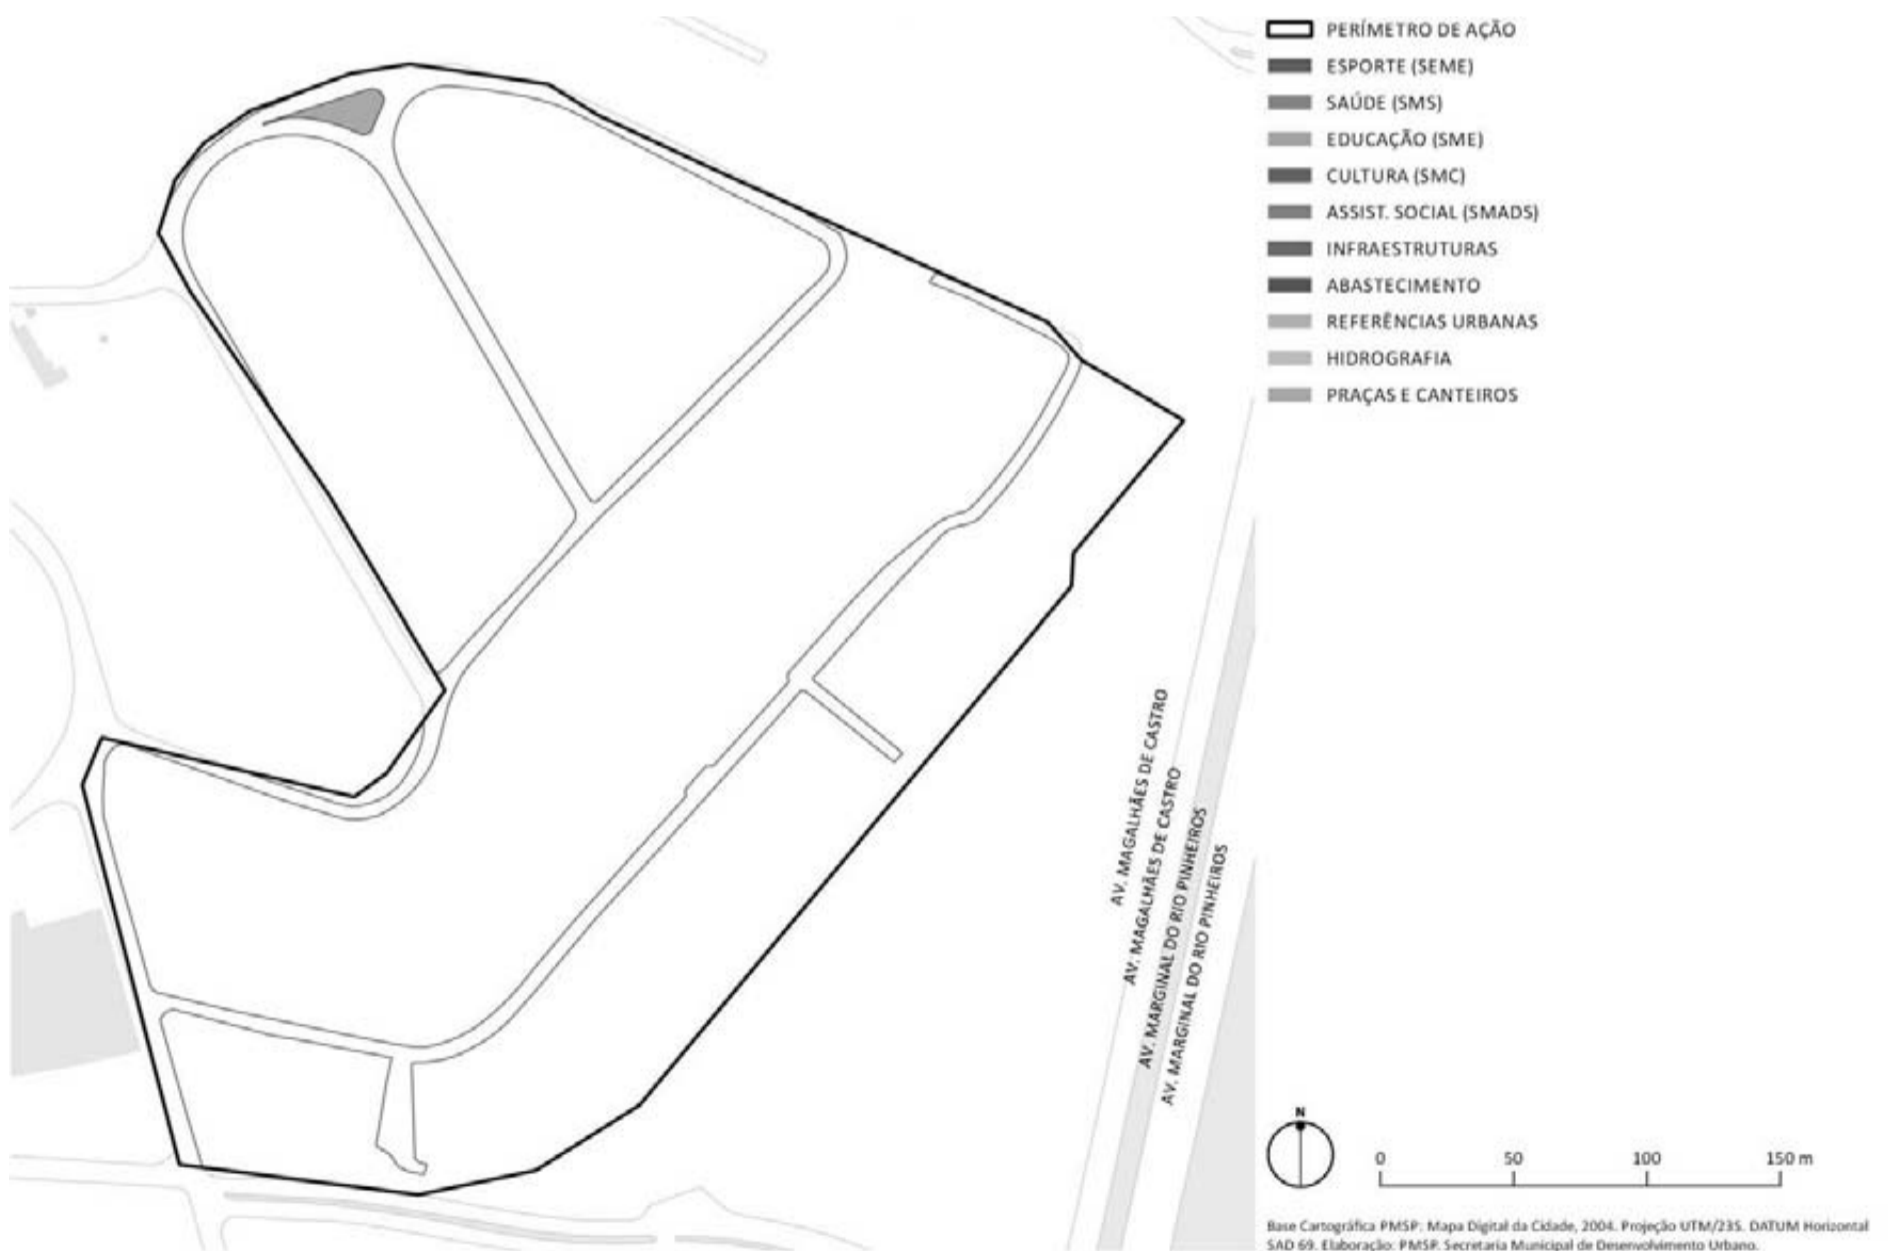 PERÍMETRO DE AÇÃO
ESPORTE (SEME)
SAÚDE (SMS)
EDUCAÇÃO (SME)
CULTURA (SMC)
ASSIST. SOCIAL (SMADS)
INFRAESTRUTURAS
ABASTECIMENTO
REFERÊNCIAS URBANAS
HIDROGRAFIA
PRAÇAS E CANTEIROS
AV. MAGALHÃES DE CASTRO
AV. MAGALHÃES DE CASTRO
AV. MARGINAL DO RIO PINHEIROS
AV. MARGINAL DO RIO PINHEIROS
N
0 50 100 150 m
Base Cartográfica PMSP: Mapa Digital da Cidade, 2004. Projeção UTM/23S. DATUM Horizontal
SAD 69. Elaboração: PMSP. Secretaria Municipal de Desenvolvimento Urbano.